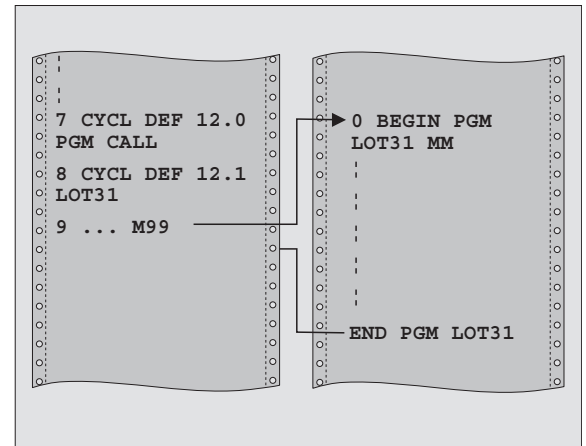 7 CYCL DEF 12.0
PGM CALL
8 CYCL DEF 12.1
LOT31
9 ... M99
0 BEGIN PGM
LOT31 MM
END PGM LOT31